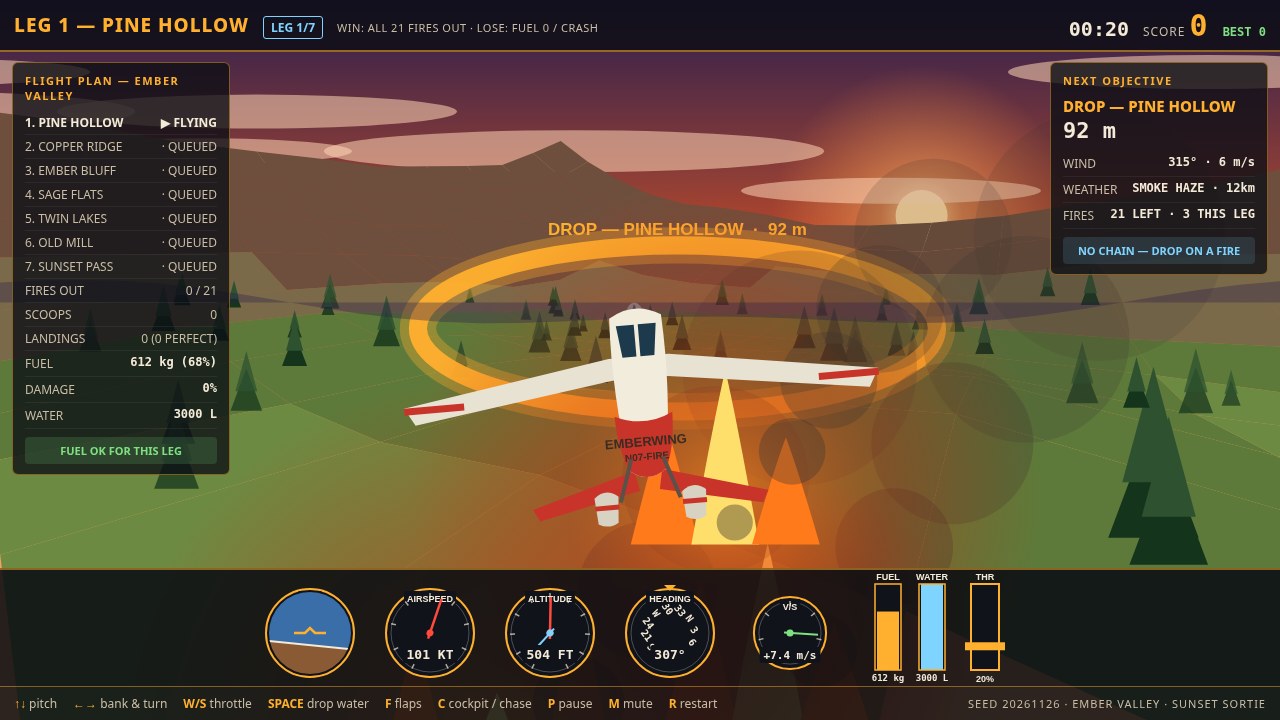 LEG 1 — PINE HOLLOW
LEG 1/7
WIN: ALL 21 FIRES OUT · LOSE: FUEL 0 / CRASH
00:20
SCORE 0
BEST 0
FLIGHT PLAN — EMBER
VALLEY
1. PINE HOLLOW ▶ FLYING
2. COPPER RIDGE · QUEUED
3. EMBER BLUFF · QUEUED
4. SAGE FLATS · QUEUED
5. TWIN LAKES · QUEUED
6. OLD MILL · QUEUED
7. SUNSET PASS · QUEUED
FIRES OUT 0 / 21
SCOOPS 0
LANDINGS 0 (0 PERFECT)
FUEL 612 kg (68%)
DAMAGE 0%
WATER 3000 L
FUEL OK FOR THIS LEG
NEXT OBJECTIVE
DROP — PINE HOLLOW
92 m
WIND 315° · 6 m/s
WEATHER SMOKE HAZE · 12km
FIRES 21 LEFT · 3 THIS LEG
NO CHAIN — DROP ON A FIRE
DROP — PINE HOLLOW · 92 m
EMBERWING
N07-FIRE
AIRSPEED
101 KT
ALTITUDE
504 FT
HEADING
21 24 W 30 33 N 3 6
307°
V/S
+7.4 m/s
FUEL
612 kg
WATER
3000 L
THR
20%
↑↓ pitch ←→ bank & turn W/S throttle SPACE drop water F flaps C cockpit / chase P pause M mute R restart
SEED 20261126 · EMBER VALLEY · SUNSET SORTIE